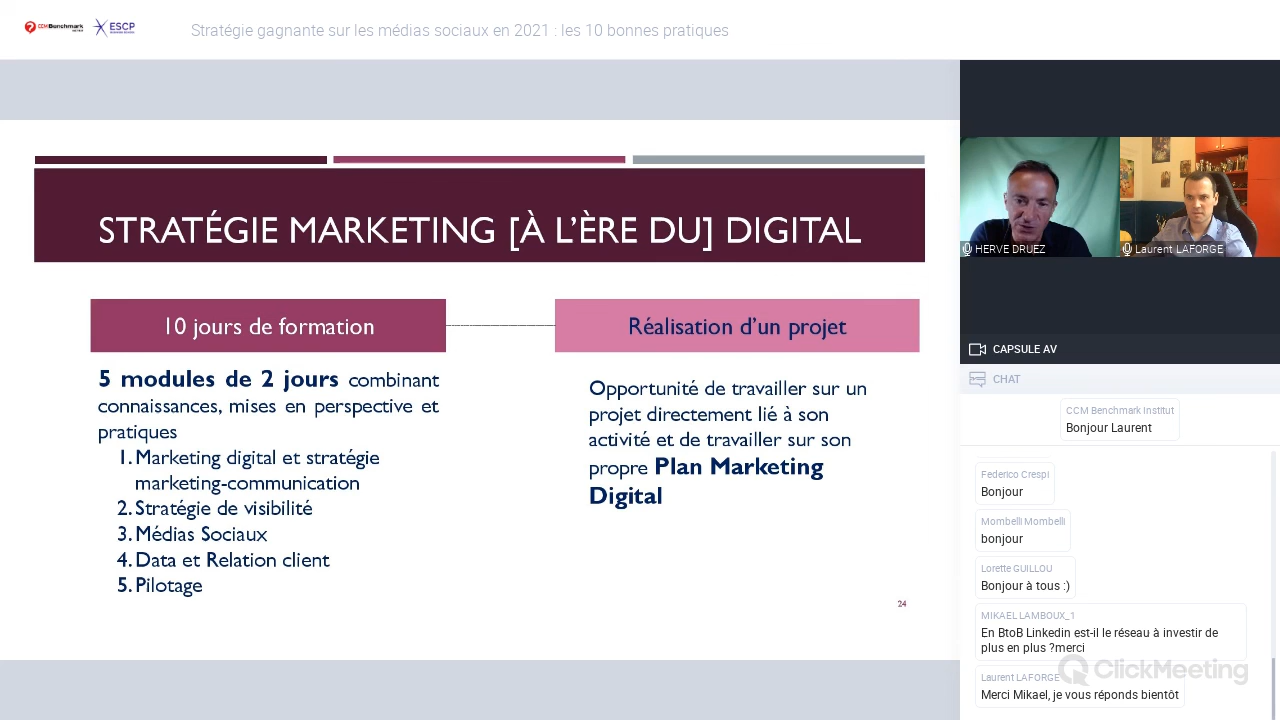 CCMBenchmark
ESCP
Stratégie gagnante sur les médias sociaux en 2021 : les 10 bonnes pratiques
STRATÉGIE MARKETING [À L'ÈRE DU] DIGITAL
10 jours de formation
5 modules de 2 jours combinant
connaissances, mises en perspective et
pratiques
1. Marketing digital et stratégie
marketing-communication
2. Stratégie de visibilité
3. Médias Sociaux
4. Data et Relation client
5. Pilotage
Réalisation d'un projet
Opportunité de travailler sur un
projet directement lié à son
activité et de travailler sur son
propre Plan Marketing
Digital
24
HERVE DRUEZ
Laurent LAFORGE
CAPSULE AV
CHAT
CCM Benchmark Institut
Bonjour Laurent
Federico Crespi
Bonjour
Mombelli Mombelli
bonjour
Lorette GUILLOU
Bonjour à tous :)
MIKAEL LAMBOUX_1
En BtoB Linkedin est-il le réseau à investir de
plus en plus ?merci
Laurent LAFORGE
Merci Mikael, je vous réponds bientôt
ClickMeeting